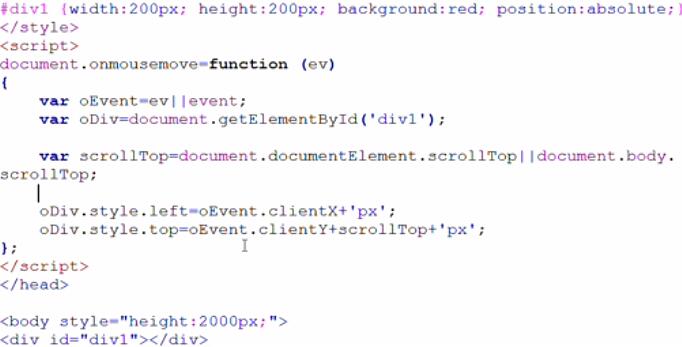 #div1 {width:200px; height:200px; background:red; position:absolute;}
</style>
<script>
document.onmousemove=function (ev)
{
    var oEvent=ev||event;
    var oDiv=document.getElementById('div1');
    var scrollTop=document.documentElement.scrollTop||document.body.
scrollTop;
    oDiv.style.left=oEvent.clientX+'px';
    oDiv.style.top=oEvent.clientY+scrollTop+'px';
};
</script>
</head>
<body style="height:2000px;">
<div id="div1"></div>